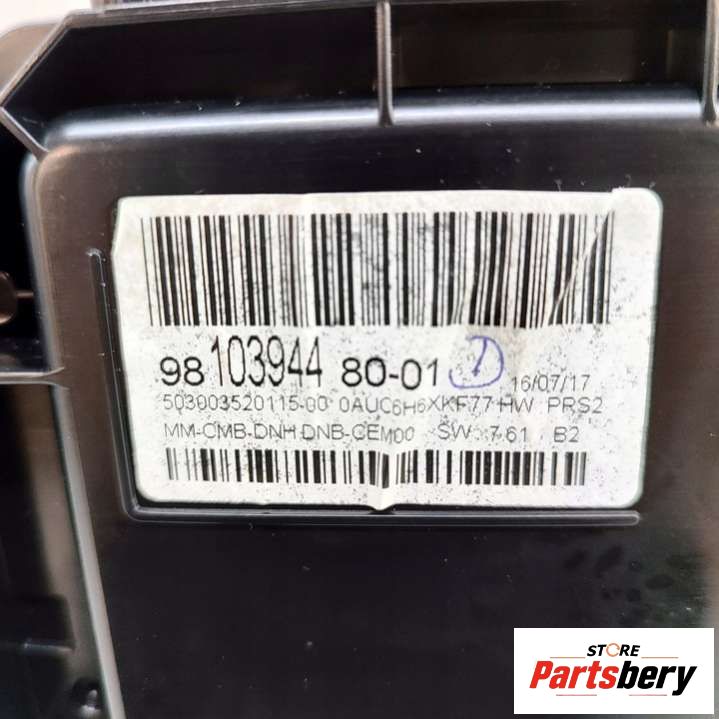 98 103944 80-01 D 16/07/17
503003520115-00 0AUC6H6XKF77 HW PRS2
MM-CMB-DNH DNB-CEM00 SW :7.61 B2
STORE
Partsbery